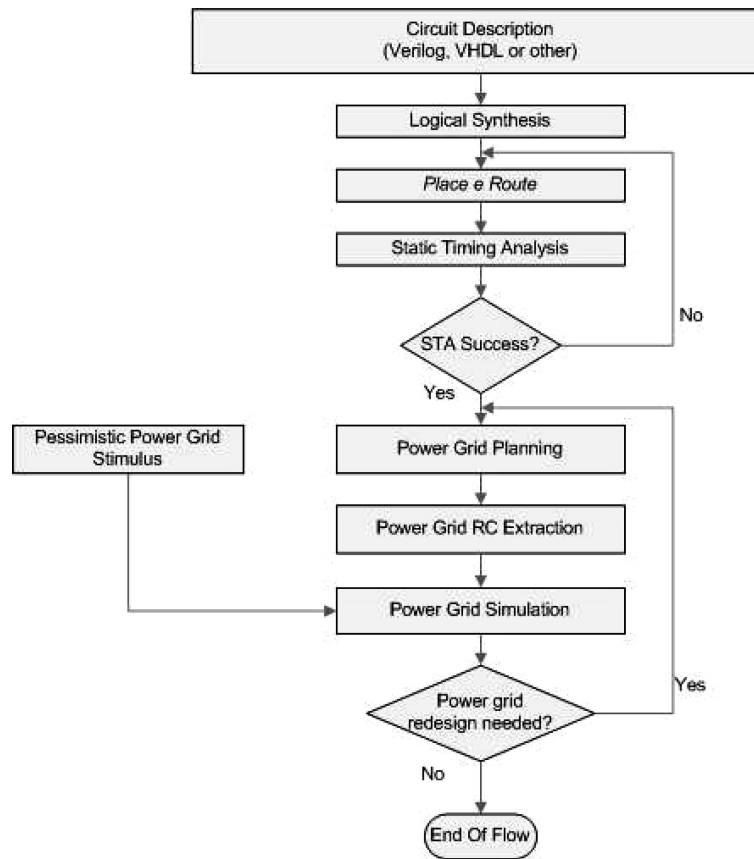 Circuit Description
(Verilog, VHDL or other)
Logical Synthesis
Place e Route
Static Timing Analysis
STA Success?
No
Yes
Pessimistic Power Grid
Stimulus
Power Grid Planning
Power Grid RC Extraction
Power Grid Simulation
Power grid
redesign needed?
Yes
No
End Of Flow